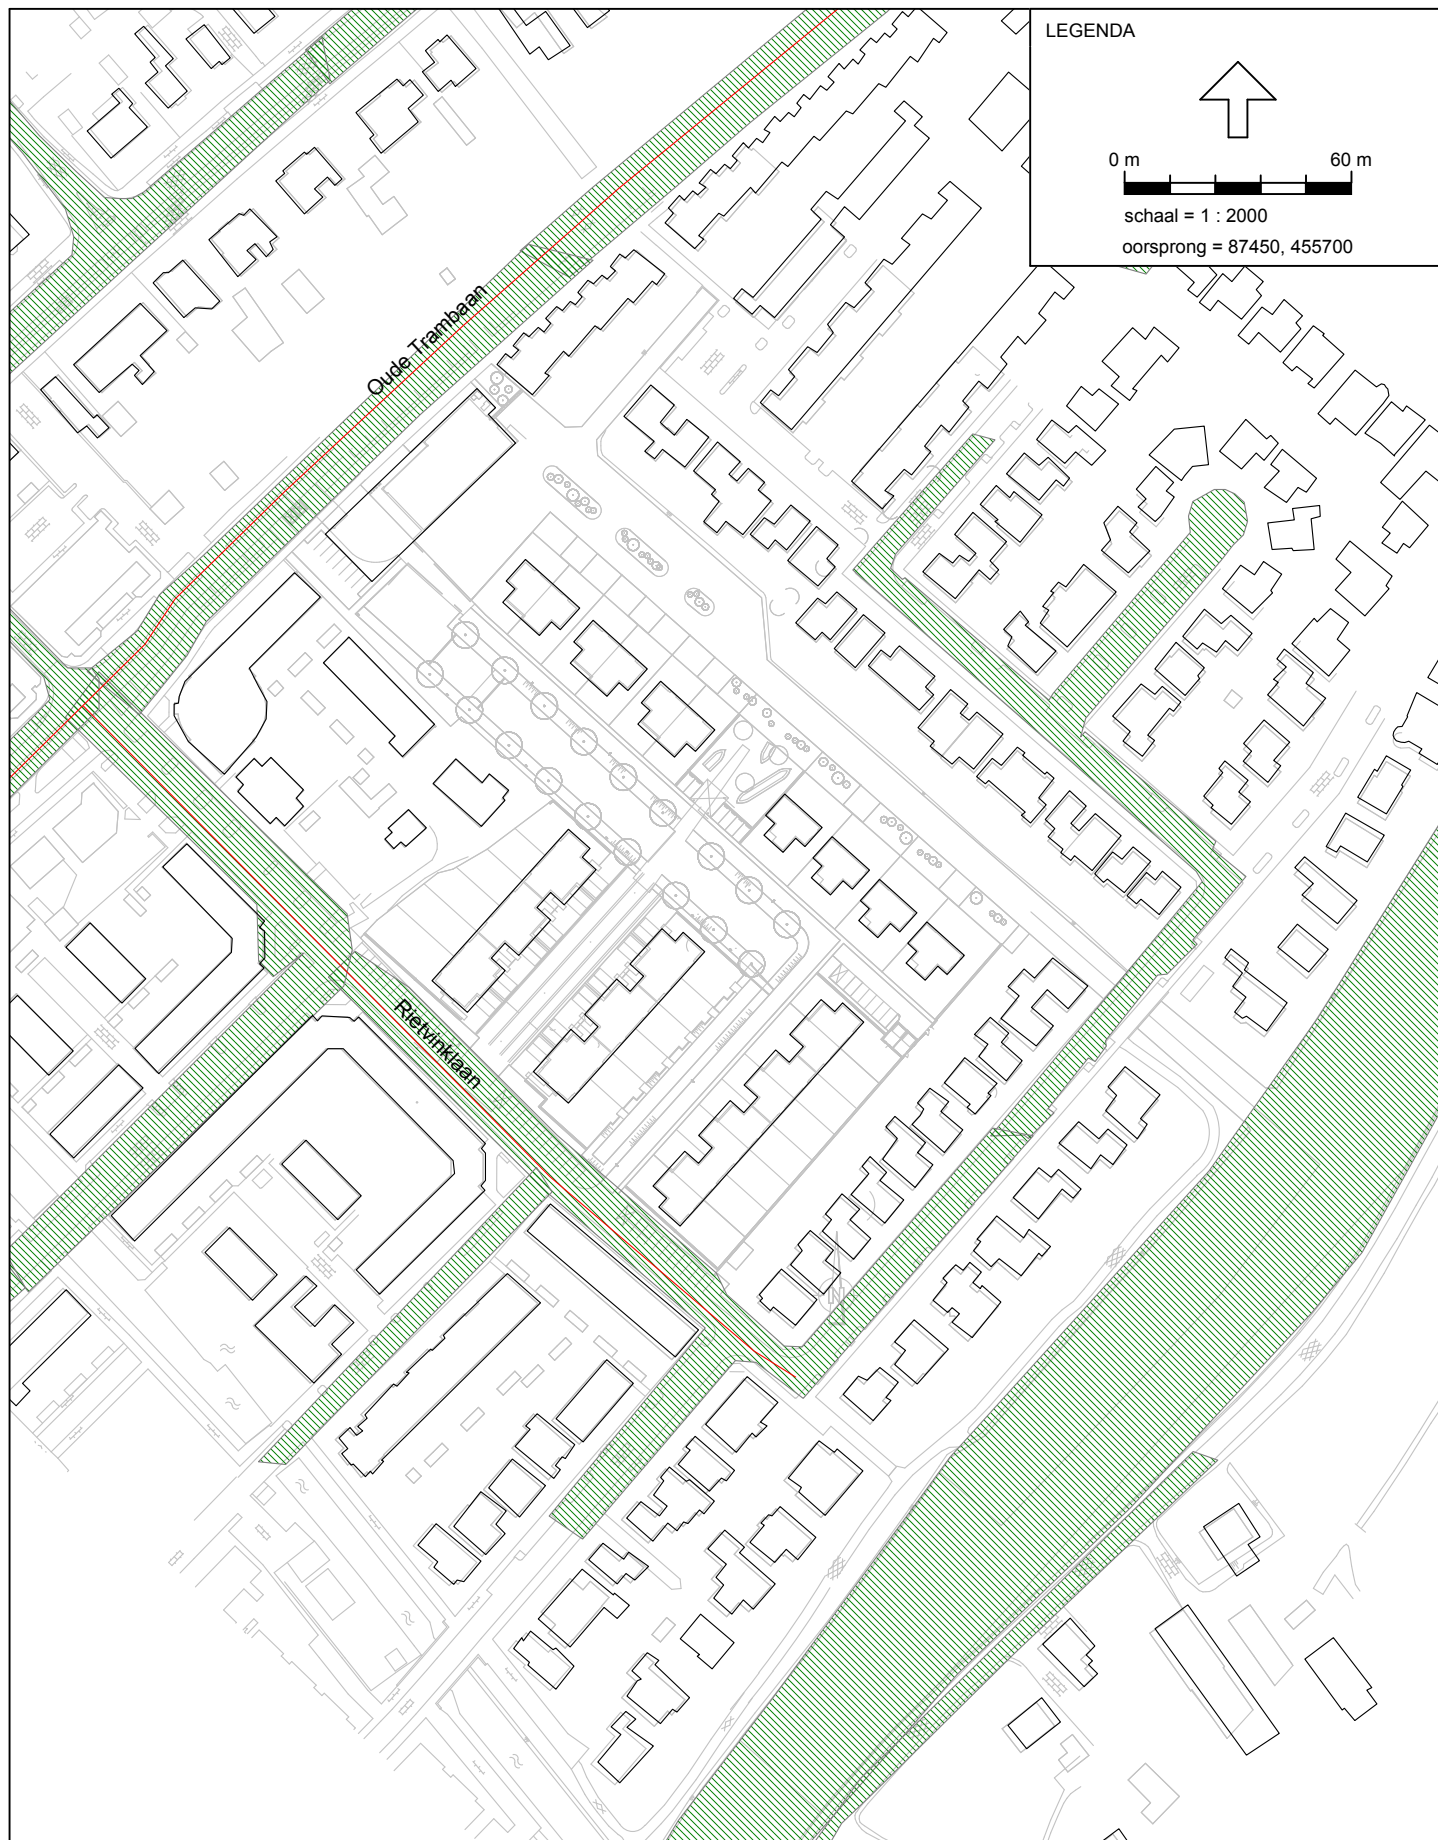 LEGENDA
0 m 60 m
schaal = 1 : 2000
oorsprong = 87450, 455700
Oude Trambaan
Rietvinklaan
N